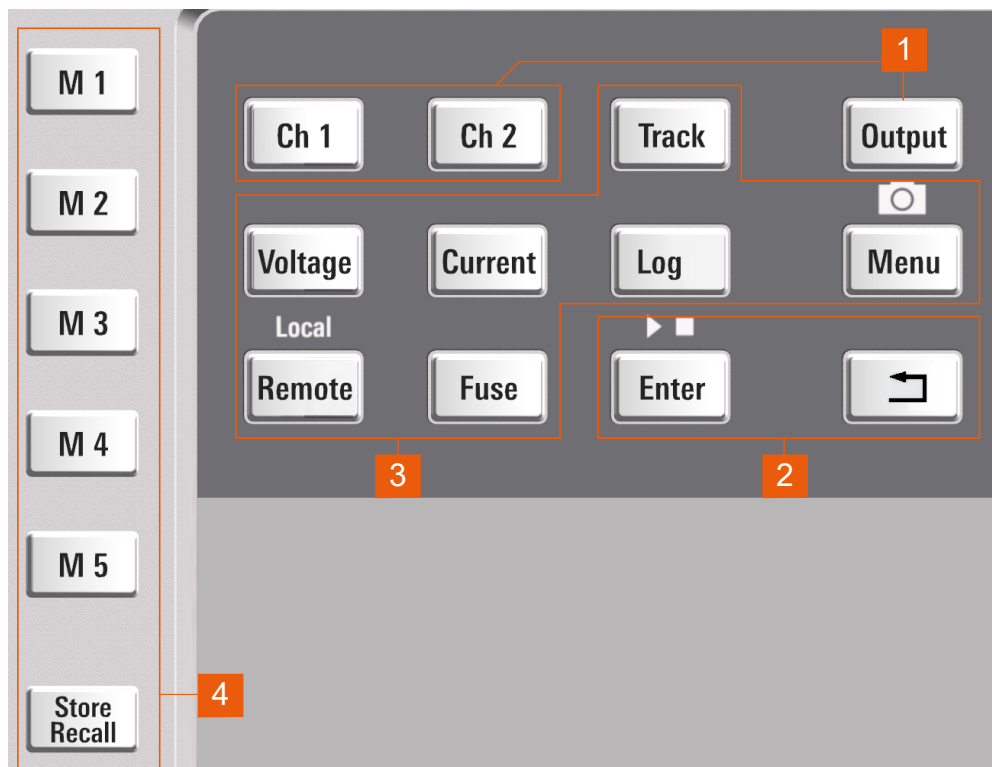 M 1
M 2
M 3
M 4
M 5
Store
Recall
1
Ch 1
Ch 2
Track
Output
Voltage
Current
Log
Menu
Local
Remote
Fuse
Enter
3
2
4